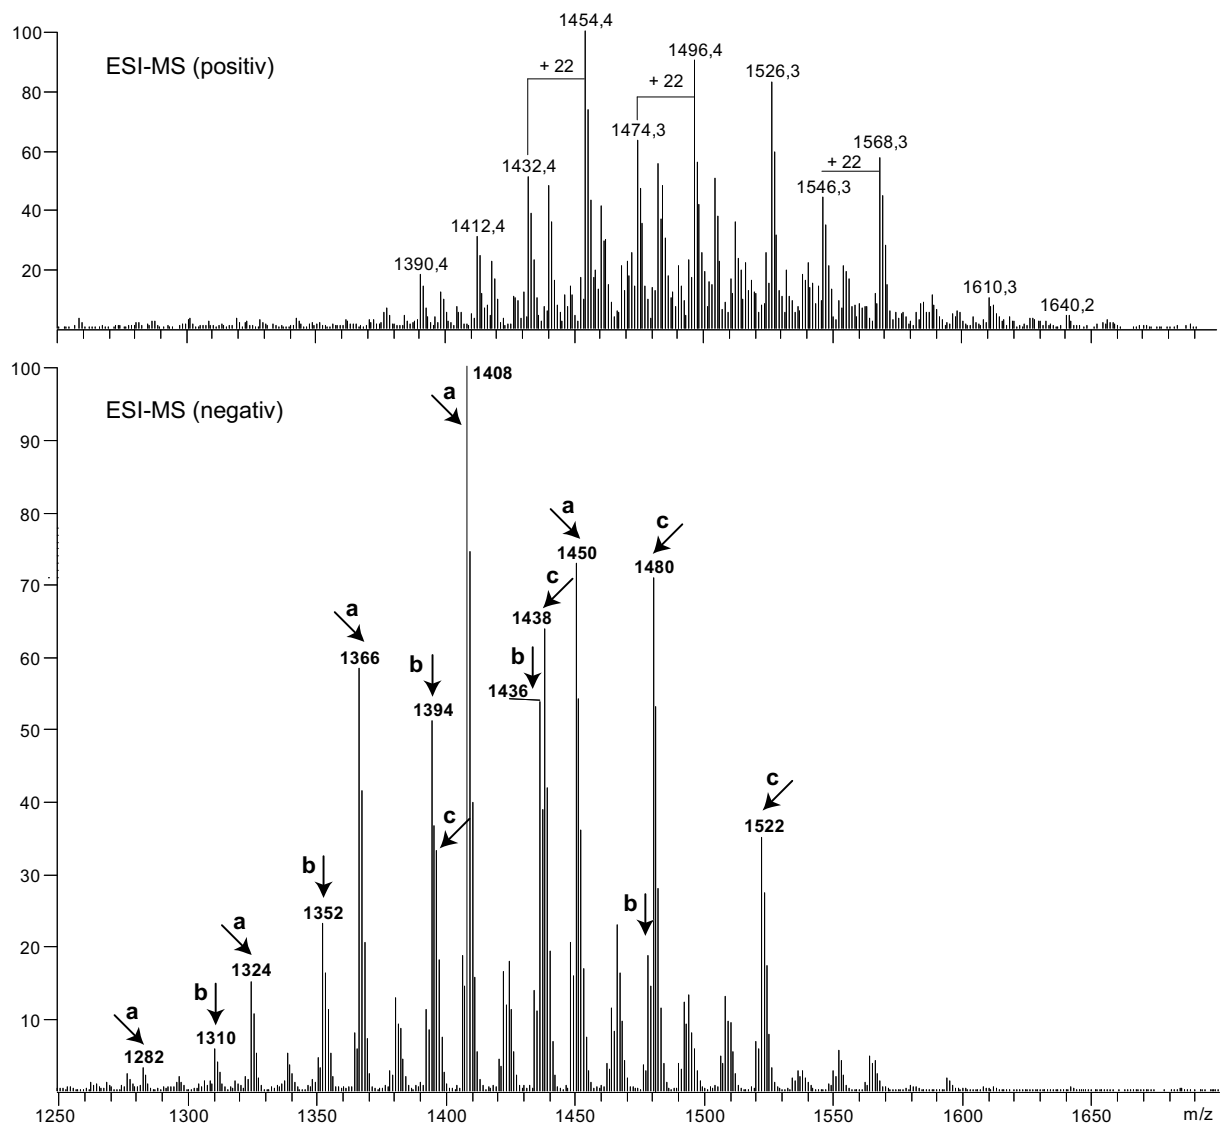 1454,4
100
ESI-MS (positiv)
+ 22
1496,4
+ 22
1526,3
80
1474,3
1568,3
60
1432,4
+ 22
1546,3
40
1412,4
1390,4
20
1610,3
1640,2
100
1408
a
ESI-MS (negativ)
90
80
a
c
1450
1480
70
c
a
1438
60
1366
b
b
1436
1394
50
c
1522
40
c
b
30
1352
b
a
20
1324
b
a
10
1310
1282
1250
1300
1350
1400
1450
1500
1550
1600
1650
m/z